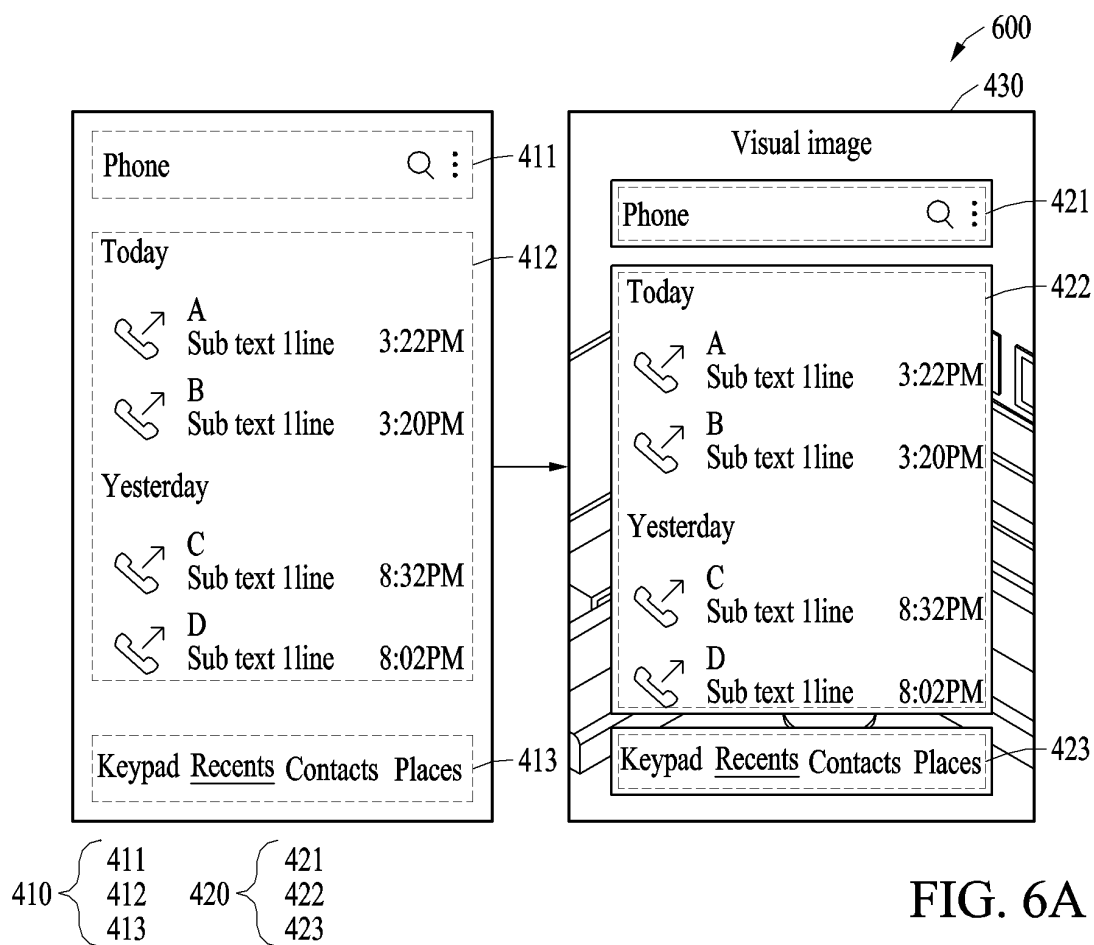 600
430
Phone
411
Today
412
A
Sub text 1line 3:22PM
B
Sub text 1line 3:20PM
Yesterday
C
Sub text 1line 8:32PM
D
Sub text 1line 8:02PM
Keypad Recents Contacts Places
413
Visual image
Phone
421
Today
422
A
Sub text 1line 3:22PM
B
Sub text 1line 3:20PM
Yesterday
C
Sub text 1line 8:32PM
D
Sub text 1line 8:02PM
Keypad Recents Contacts Places
423
410
411
412
413
420
421
422
423
FIG. 6A